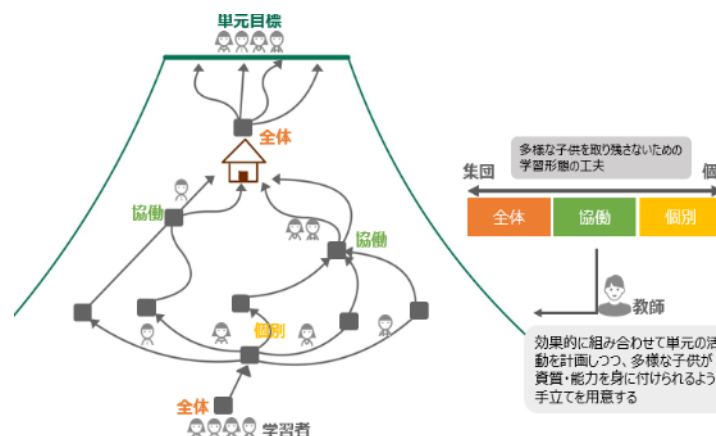 単元目標
全体
協働
協働
個別
全体
学習者
多様な子供を取り残さないための
学習形態の工夫
集団
個
全体
協働
個別
教師
効果的に組み合わせて単元の活
動を計画しつつ、多様な子供が
資質・能力を身に付けられるよう
手立てを用意する